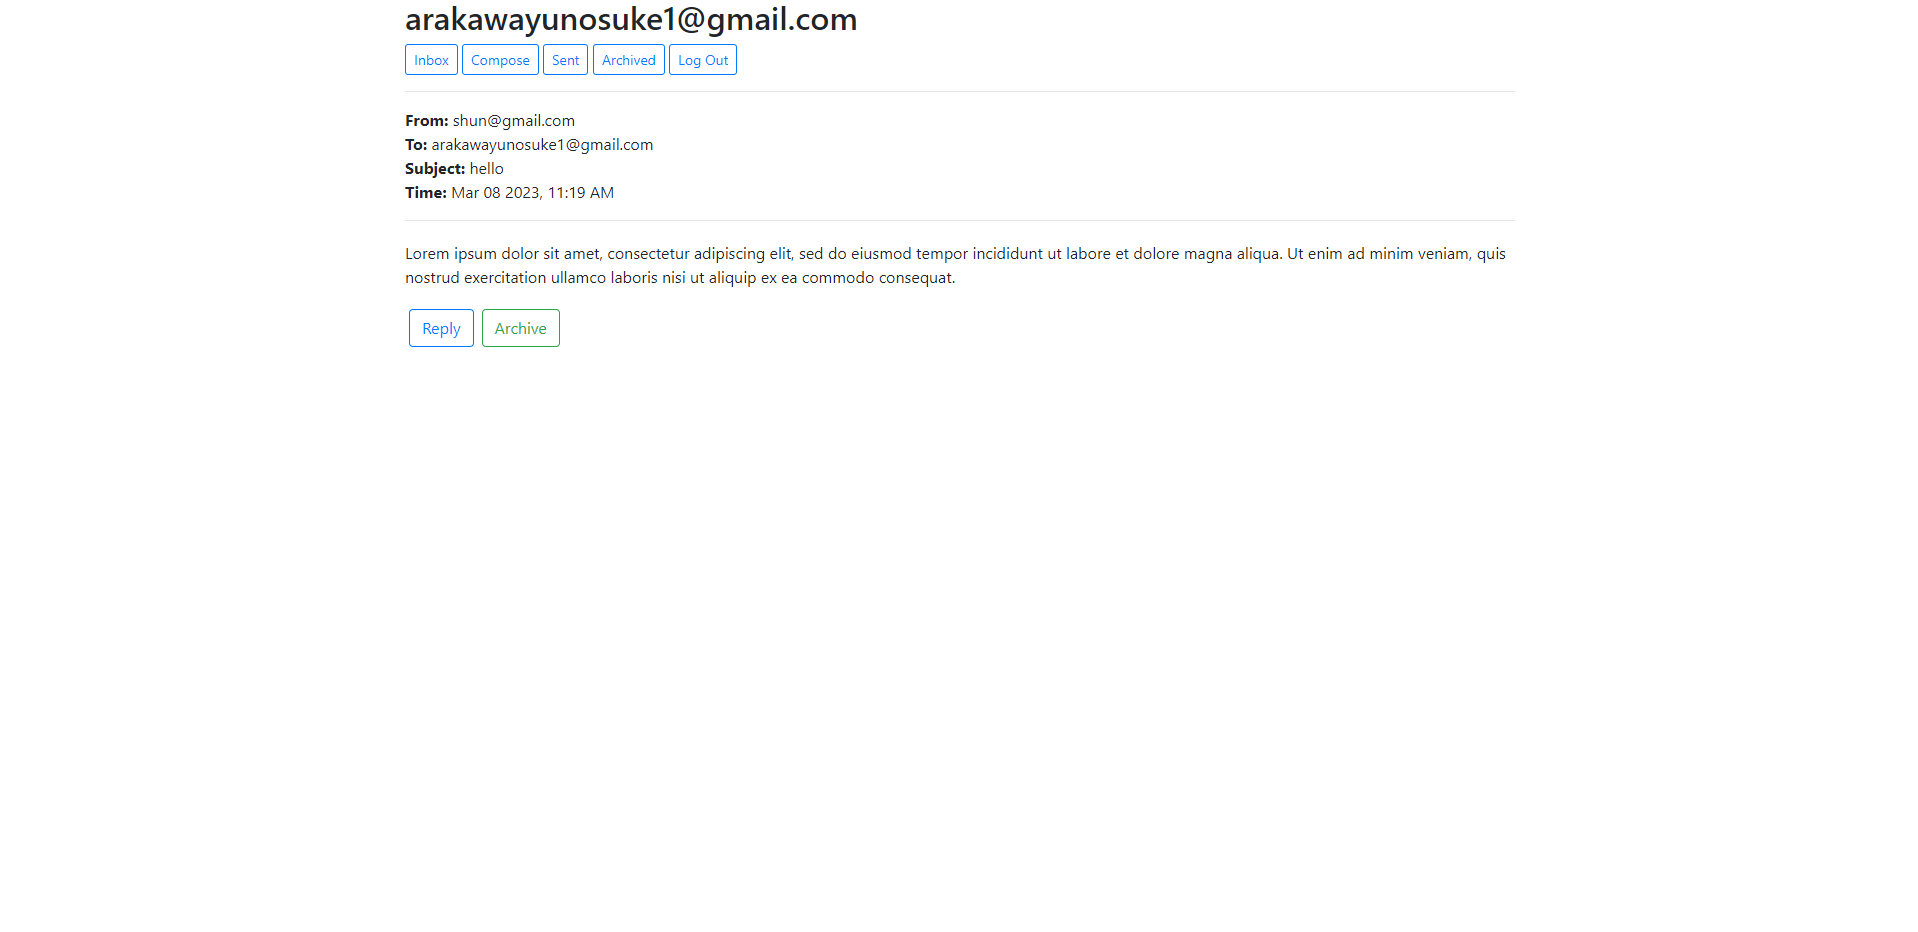 arakawayunosuke1@gmail.com
Inbox Compose Sent Archived Log Out
From: shun@gmail.com
To: arakawayunosuke1@gmail.com
Subject: hello
Time: Mar 08 2023, 11:19 AM
Lorem ipsum dolor sit amet, consectetur adipiscing elit, sed do eiusmod tempor incididunt ut labore et dolore magna aliqua. Ut enim ad minim veniam, quis
nostrud exercitation ullamco laboris nisi ut aliquip ex ea commodo consequat.
Reply Archive